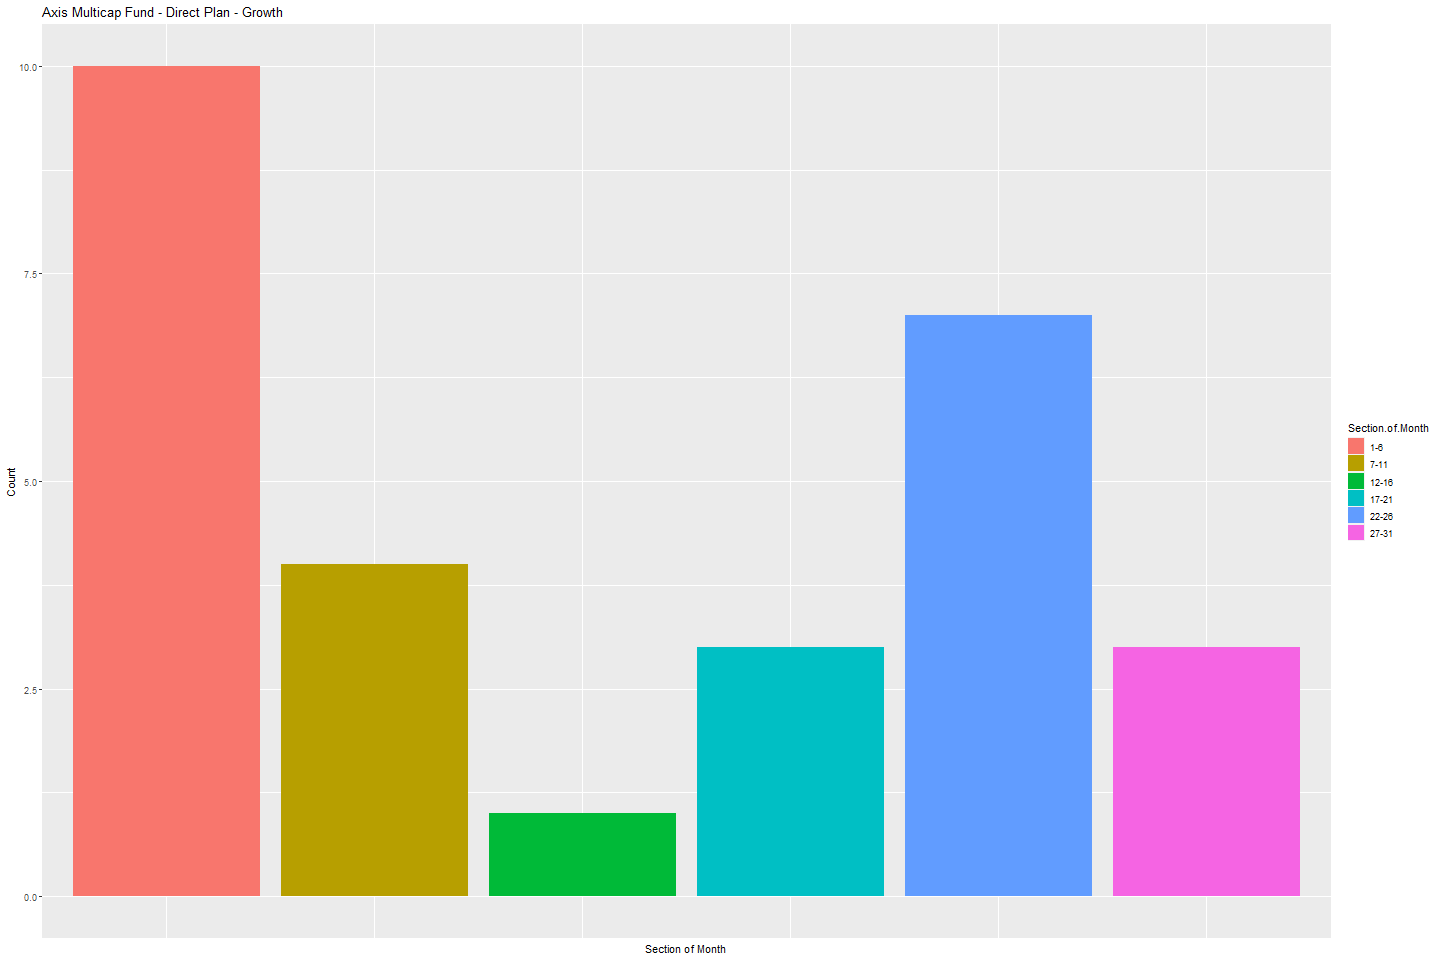 Axis Multicap Fund - Direct Plan - Growth
10.0
7.5
5.0
2.5
0.0
Count
Section of Month
Section.of.Month
1-6
7-11
12-16
17-21
22-26
27-31